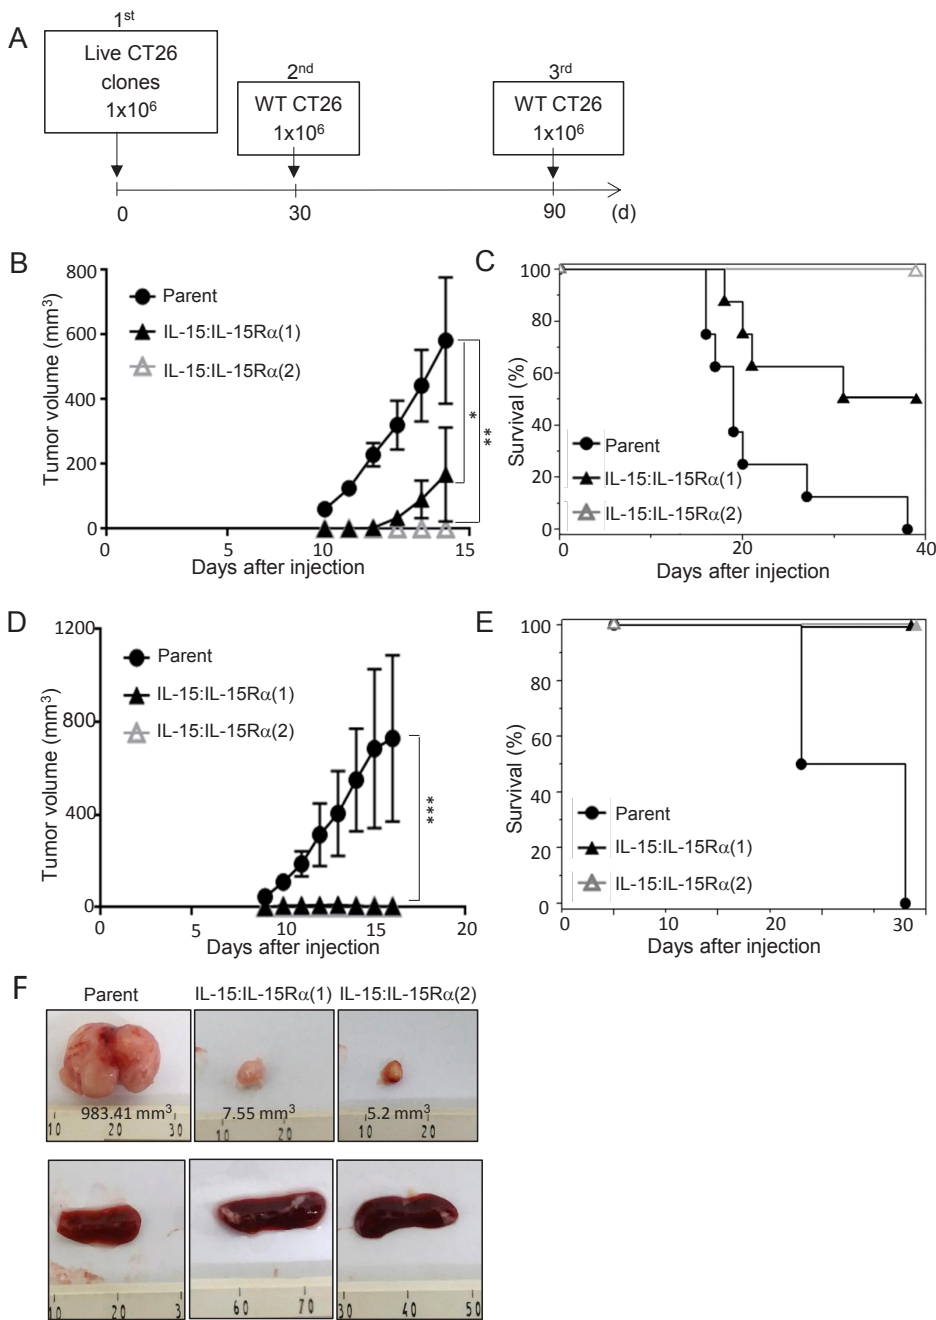 A
1st
Live CT26
clones
1x10⁶
2nd
WT CT26
1x10⁶
3rd
WT CT26
1x10⁶
0
30
90
(d)
B
Tumor volume (mm³)
800
600
400
200
0
Parent
IL-15:IL-15Rα(1)
IL-15:IL-15Rα(2)
*
**
0
5
10
15
Days after injection
C
Survival (%)
100
80
60
40
20
0
Parent
IL-15:IL-15Rα(1)
IL-15:IL-15Rα(2)
0
20
40
Days after injection
D
Tumor volume (mm³)
1200
800
400
0
Parent
IL-15:IL-15Rα(1)
IL-15:IL-15Rα(2)
***
0
5
10
15
20
Days after injection
E
Survival (%)
100
80
60
40
20
0
Parent
IL-15:IL-15Rα(1)
IL-15:IL-15Rα(2)
0
20
30
Days after injection
F
Parent
IL-15:IL-15Rα(1)
IL-15:IL-15Rα(2)
983.41 mm³
10 20 30
7.55 mm³
10 20
5.2 mm³
10 20
10 20 3
60 70
30 40 50